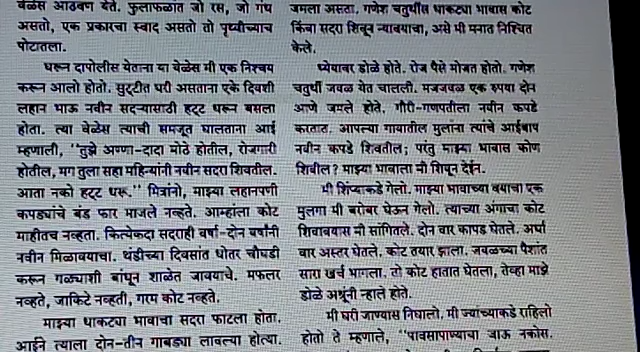 वेळेस आठवण येते. फुलाफळांत जो रस, जो गंध
असतो, एक प्रकारचा स्वाद असतो तो पृथ्वीच्याच
पोटातला.
घरून दापोलीस येताना या वेळेस मी एक निश्चय
करून आलो होतो. सुट्टीत घरी असताना एके दिवशी
लहान भाऊ नवीन सदऱ्यासाठी हट्ट धरून बसला
होता. त्या वेळेस त्याची समजूत घालताना आई
म्हणाली, "तुझे अण्णा-दादा मोठे होतील, रोजगारी
होतील, मग तुला सहा महिन्यांनी नवीन सदरा शिवतील.
आता नको हट्ट धरू." मित्रांनो, माझ्या लहानपणी
कपड्यांचे बंड फार माजले नव्हते. आम्हांला कोट
माहीतच नव्हता. कित्येकदा सदराही वर्षा-दोन वर्षांनी
नवीन मिळावयाचा. थंडीच्या दिवसांत धोतर चौघडी
करून गळ्याशी बांधून शाळेत जावयाचे. मफलर
नव्हते, जाकिटे नव्हती, गरम कोट नव्हते.
माझ्या धाकट्या भावाचा सदरा फाटला होता.
आईने त्याला दोन-तीन गाबड्या लावल्या होत्या.
जमला असता. गणेश चतुर्थीस धाकट्या भावास कोट
किंवा सदरा शिवून न्यावयाचा, असे मी मनात निश्चित
केले.
ध्येयावर डोळे होते. रोज पैसे मोजत होतो. गणेश
चतुर्थी जवळ येत चालली. मजजवळ एक रुपया दोन
आणे जमले होते. गौरी-गणपतीला नवीन कपडे
करतात. आपल्या गावातील मुलांना त्यांचे आईबाप
नवीन कपडे शिवतील; परंतु माझ्या भावास कोण
शिवील? माझ्या भावाला मी शिवून देईन.
मी शिंप्याकडे गेलो. माझ्या भावाच्या वयाचा एक
मुलगा मी बरोबर घेऊन गेलो. त्याच्या अंगाचा कोट
शिवावयास मी सांगितले. दोन वार कापड घेतले. अर्धा
वार अस्तर घेतले. कोट तयार झाला. जवळच्या पैशांत
सारा खर्च भागला. तो कोट हातात घेतला, तेव्हा माझे
डोळे अश्रूंनी न्हाले होते.
मी घरी जाण्यास निघालो. मी ज्यांच्याकडे राहिलो
होतो ते म्हणाले, "पावसापाण्याचा जाऊ नकोस.